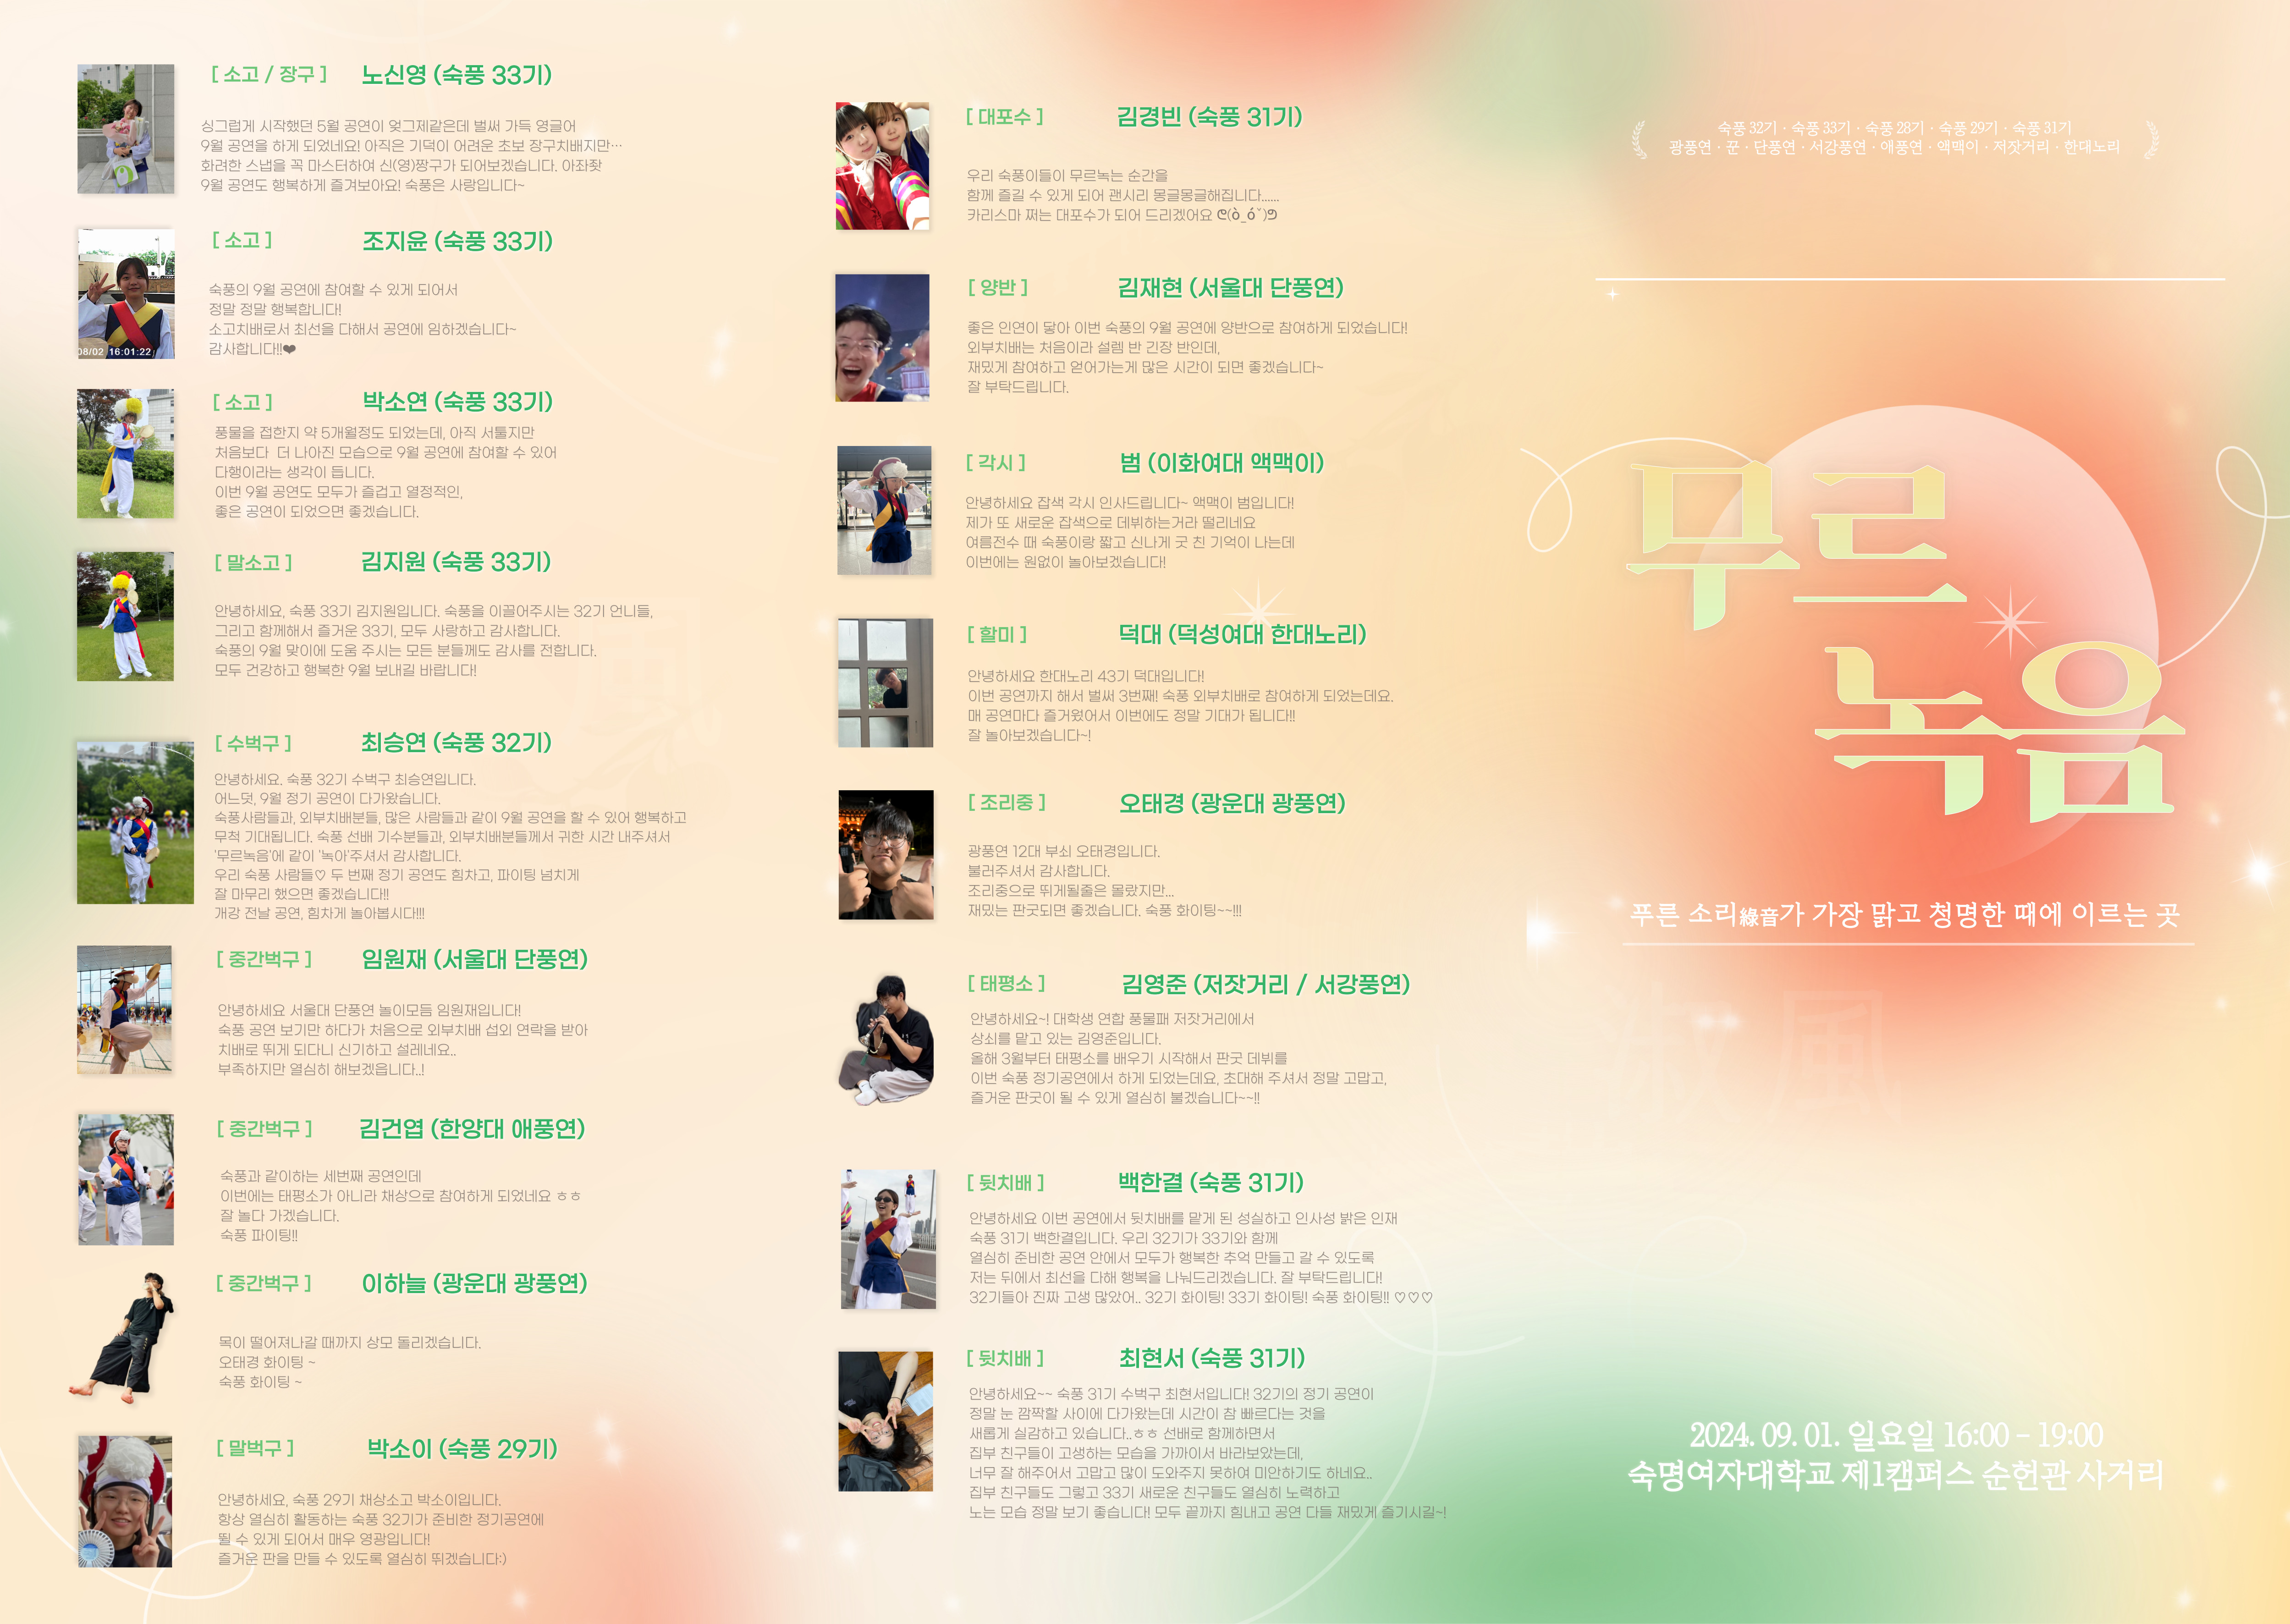 [ 소고 / 장구 ] 노신영 (숙풍 33기)
싱그럽게 시작했던 5월 공연이 엊그제같은데 벌써 가득 영글어
9월 공연을 하게 되었네요! 아직은 기덕이 어려운 초보 장구치배지만…
화려한 스냅을 꼭 마스터하여 신(영)짱구가 되어보겠습니다. 아좌좟
9월 공연도 행복하게 즐겨보아요! 숙풍은 사랑입니다~
[ 소고 ] 조지윤 (숙풍 33기)
숙풍의 9월 공연에 참여할 수 있게 되어서
정말 정말 행복합니다!
소고치배로서 최선을 다해서 공연에 임하겠습니다~
감사합니다!!❤
08/02 16:01:22
[ 소고 ] 박소연 (숙풍 33기)
풍물을 접한지 약 5개월정도 되었는데, 아직 서툴지만
처음보다 더 나아진 모습으로 9월 공연에 참여할 수 있어
다행이라는 생각이 듭니다.
이번 9월 공연도 모두가 즐겁고 열정적인,
좋은 공연이 되었으면 좋겠습니다.
[ 말소고 ] 김지원 (숙풍 33기)
안녕하세요, 숙풍 33기 김지원입니다. 숙풍을 이끌어주시는 32기 언니들,
그리고 함께해서 즐거운 33기, 모두 사랑하고 감사합니다.
숙풍의 9월 맞이에 도움 주시는 모든 분들께도 감사를 전합니다.
모두 건강하고 행복한 9월 보내길 바랍니다!
[ 수벅구 ] 최승연 (숙풍 32기)
안녕하세요. 숙풍 32기 수벅구 최승연입니다.
어느덧, 9월 정기 공연이 다가왔습니다.
숙풍사람들과, 외부치배분들, 많은 사람들과 같이 9월 공연을 할 수 있어 행복하고
무척 기대됩니다. 숙풍 선배 기수분들과, 외부치배분들께서 귀한 시간 내주셔서
'무르녹음'에 같이 '녹아'주셔서 감사합니다.
우리 숙풍 사람들♡ 두 번째 정기 공연도 힘차고, 파이팅 넘치게
잘 마무리 했으면 좋겠습니다!!
개강 전날 공연, 힘차게 놀아봅시다!!!
[ 중간벅구 ] 임원재 (서울대 단풍연)
안녕하세요 서울대 단풍연 놀이모듬 임원재입니다!
숙풍 공연 보기만 하다가 처음으로 외부치배 섭외 연락을 받아
치배로 뛰게 되다니 신기하고 설레네요..
부족하지만 열심히 해보겠읍니다..!
[ 중간벅구 ] 김건엽 (한양대 애풍연)
숙풍과 같이하는 세번째 공연인데
이번에는 태평소가 아니라 채상으로 참여하게 되었네요 ㅎㅎ
잘 놀다 가겠습니다.
숙풍 파이팅!!
[ 중간벅구 ] 이하늘 (광운대 광풍연)
목이 떨어져나갈 때까지 상모 돌리겠습니다.
오태경 화이팅 ~
숙풍 화이팅 ~
[ 말벅구 ] 박소이 (숙풍 29기)
안녕하세요, 숙풍 29기 채상소고 박소이입니다.
항상 열심히 활동하는 숙풍 32기가 준비한 정기공연에
뛸 수 있게 되어서 매우 영광입니다!
즐거운 판을 만들 수 있도록 열심히 뛰겠습니다:)
[ 대포수 ] 김경빈 (숙풍 31기)
우리 숙풍이들이 무르녹는 순간을
함께 즐길 수 있게 되어 괜시리 몽글몽글해집니다......
카리스마 쩌는 대포수가 되어 드리겠어요 ᕦ(ò_óˇ)ᕤ
[ 양반 ] 김재현 (서울대 단풍연)
좋은 인연이 닿아 이번 숙풍의 9월 공연에 양반으로 참여하게 되었습니다!
외부치배는 처음이라 설렘 반 긴장 반인데,
재밌게 참여하고 얻어가는게 많은 시간이 되면 좋겠습니다~
잘 부탁드립니다.
[ 각시 ] 범 (이화여대 액맥이)
안녕하세요 잡색 각시 인사드립니다~ 액맥이 범입니다!
제가 또 새로운 잡색으로 데뷔하는거라 떨리네요
여름전수 때 숙풍이랑 짧고 신나게 굿 친 기억이 나는데
이번에는 원없이 놀아보겠습니다!
[ 할미 ] 덕대 (덕성여대 한대노리)
안녕하세요 한대노리 43기 덕대입니다!
이번 공연까지 해서 벌써 3번째! 숙풍 외부치배로 참여하게 되었는데요.
매 공연마다 즐거웠어서 이번에도 정말 기대가 됩니다!!
잘 놀아보겠습니다~!
[ 조리중 ] 오태경 (광운대 광풍연)
광풍연 12대 부쇠 오태경입니다.
불러주셔서 감사합니다.
조리중으로 뛰게될줄은 몰랐지만...
재밌는 판굿되면 좋겠습니다. 숙풍 화이팅~~!!!
[ 태평소 ] 김영준 (저잣거리 / 서강풍연)
안녕하세요~! 대학생 연합 풍물패 저잣거리에서
상쇠를 맡고 있는 김영준입니다.
올해 3월부터 태평소를 배우기 시작해서 판굿 데뷔를
이번 숙풍 정기공연에서 하게 되었는데요, 초대해 주셔서 정말 고맙고,
즐거운 판굿이 될 수 있게 열심히 불겠습니다~~!!
[ 뒷치배 ] 백한결 (숙풍 31기)
안녕하세요 이번 공연에서 뒷치배를 맡게 된 성실하고 인사성 밝은 인재
숙풍 31기 백한결입니다. 우리 32기가 33기와 함께
열심히 준비한 공연 안에서 모두가 행복한 추억 만들고 갈 수 있도록
저는 뒤에서 최선을 다해 행복을 나눠드리겠습니다. 잘 부탁드립니다!
32기들아 진짜 고생 많았어.. 32기 화이팅! 33기 화이팅! 숙풍 화이팅!! ♡♡♡
[ 뒷치배 ] 최현서 (숙풍 31기)
안녕하세요~~ 숙풍 31기 수벅구 최현서입니다! 32기의 정기 공연이
정말 눈 깜짝할 사이에 다가왔는데 시간이 참 빠르다는 것을
새롭게 실감하고 있습니다..ㅎㅎ 선배로 함께하면서
집부 친구들이 고생하는 모습을 가까이서 바라보았는데,
너무 잘 해주어서 고맙고 많이 도와주지 못하여 미안하기도 하네요..
집부 친구들도 그렇고 33기 새로운 친구들도 열심히 노력하고
노는 모습 정말 보기 좋습니다! 모두 끝까지 힘내고 공연 다들 재밌게 즐기시길~!
숙풍 32기 · 숙풍 33기 · 숙풍 28기 · 숙풍 29기 · 숙풍 31기
광풍연 · 꾼 · 단풍연 · 서강풍연 · 애풍연 · 액맥이 · 저잣거리 · 한대노리
무르
녹음
푸른 소리綠音가 가장 맑고 청명한 때에 이르는 곳
2024. 09. 01. 일요일 16:00 - 19:00
숙명여자대학교 제1캠퍼스 순헌관 사거리